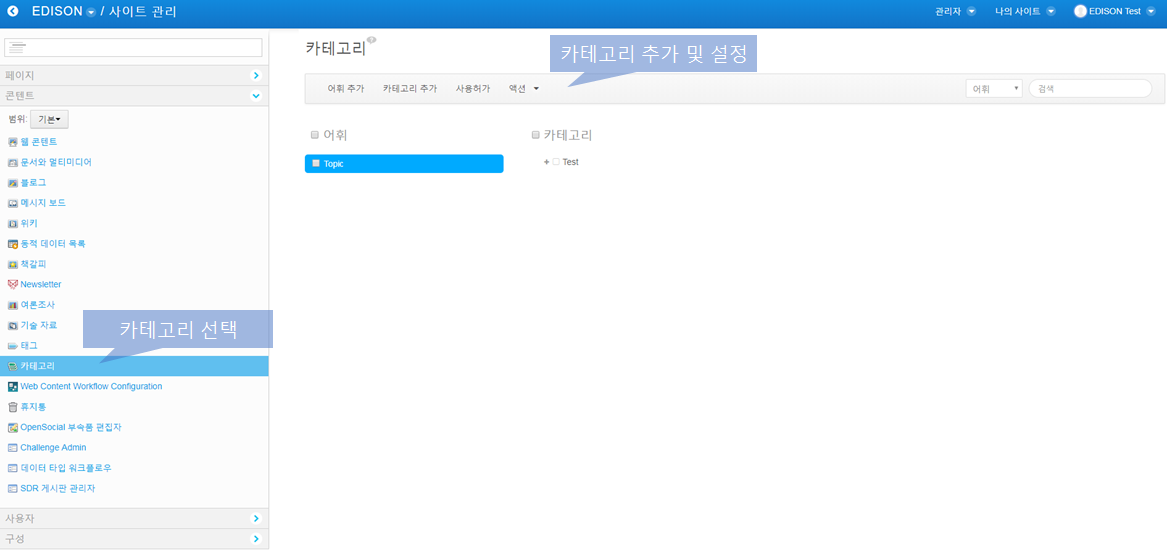 EDISON / 사이트 관리
관리자 나의 사이트 EDISON Test
페이지
콘텐트
범위: 기본
웹 콘텐트
문서와 멀티미디어
블로그
메시지 보드
위키
동적 데이터 목록
책갈피
Newsletter
여론조사
기술 자료
태그
카테고리
Web Content Workflow Configuration
휴지통
OpenSocial 부속품 편집자
Challenge Admin
데이터 타입 워크플로우
SDR 게시판 관리자
사용자
구성
카테고리 선택
카테고리
카테고리 추가 및 설정
어휘 추가 카테고리 추가 사용허가 액션 어휘 검색
어휘
Topic
카테고리
+ Test